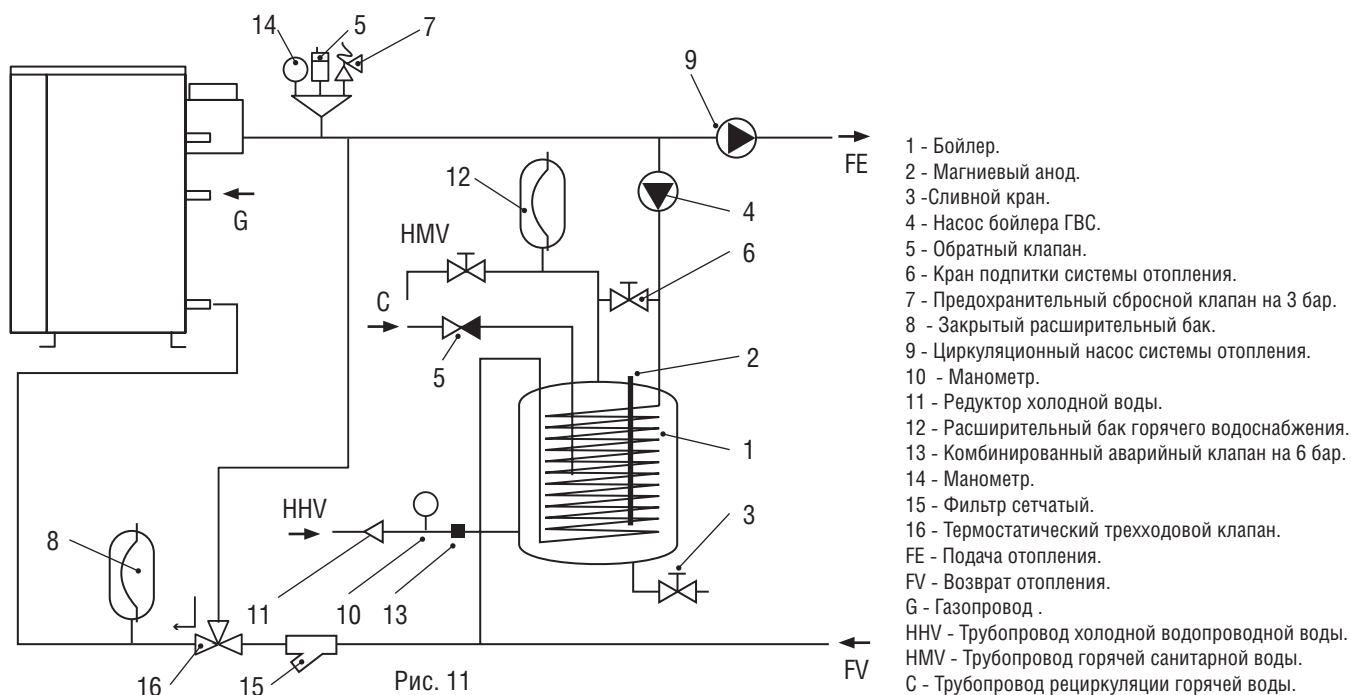 14
5
7
9
FE
G
12
4
HMV
6
C
5
2
1
HHV
3
8
11
10
13
16
15
FV
Рис. 11
1 - Бойлер.
2 - Магниевый анод.
3 -Сливной кран.
4 - Насос бойлера ГВС.
5 - Обратный клапан.
6 - Кран подпитки системы отопления.
7 - Предохранительный сбросной клапан на 3 бар.
8 - Закрытый расширительный бак.
9 - Циркуляционный насос системы отопления.
10 - Манометр.
11 - Редуктор холодной воды.
12 - Расширительный бак горячего водоснабжения.
13 - Комбинированный аварийный клапан на 6 бар.
14 - Манометр.
15 - Фильтр сетчатый.
16 - Термостатический трехходовой клапан.
FE - Подача отопления.
FV - Возврат отопления.
G - Газопровод .
HHV - Трубопровод холодной водопроводной воды.
HMV - Трубопровод горячей санитарной воды.
C - Трубопровод рециркуляции горячей воды.